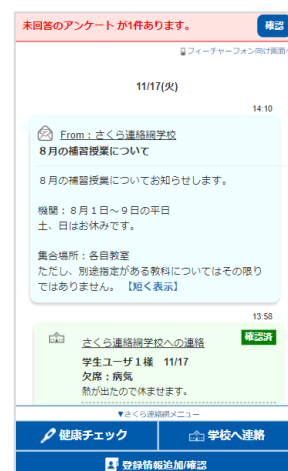 未回答のアンケート が1件あります。
確認
フィーチャーフォン向け画面へ
11/17(火)
14:10
From：さくら連絡網学校
８月の補習授業について
８月の補習授業についてお知らせします。
機関：８月１日～９日の平日
土、日はお休みです。
集合場所：各自教室
ただし、別途指定がある教科についてはその限り
ではありません。 【短く表示】
13:58
さくら連絡網学校への連絡
確認済
学生ユーザ１様 11/17
欠席：病気
熱が出たので休ませます。
▼さくら連絡網メニュー
健康チェック
学校へ連絡
登録情報追加/確認